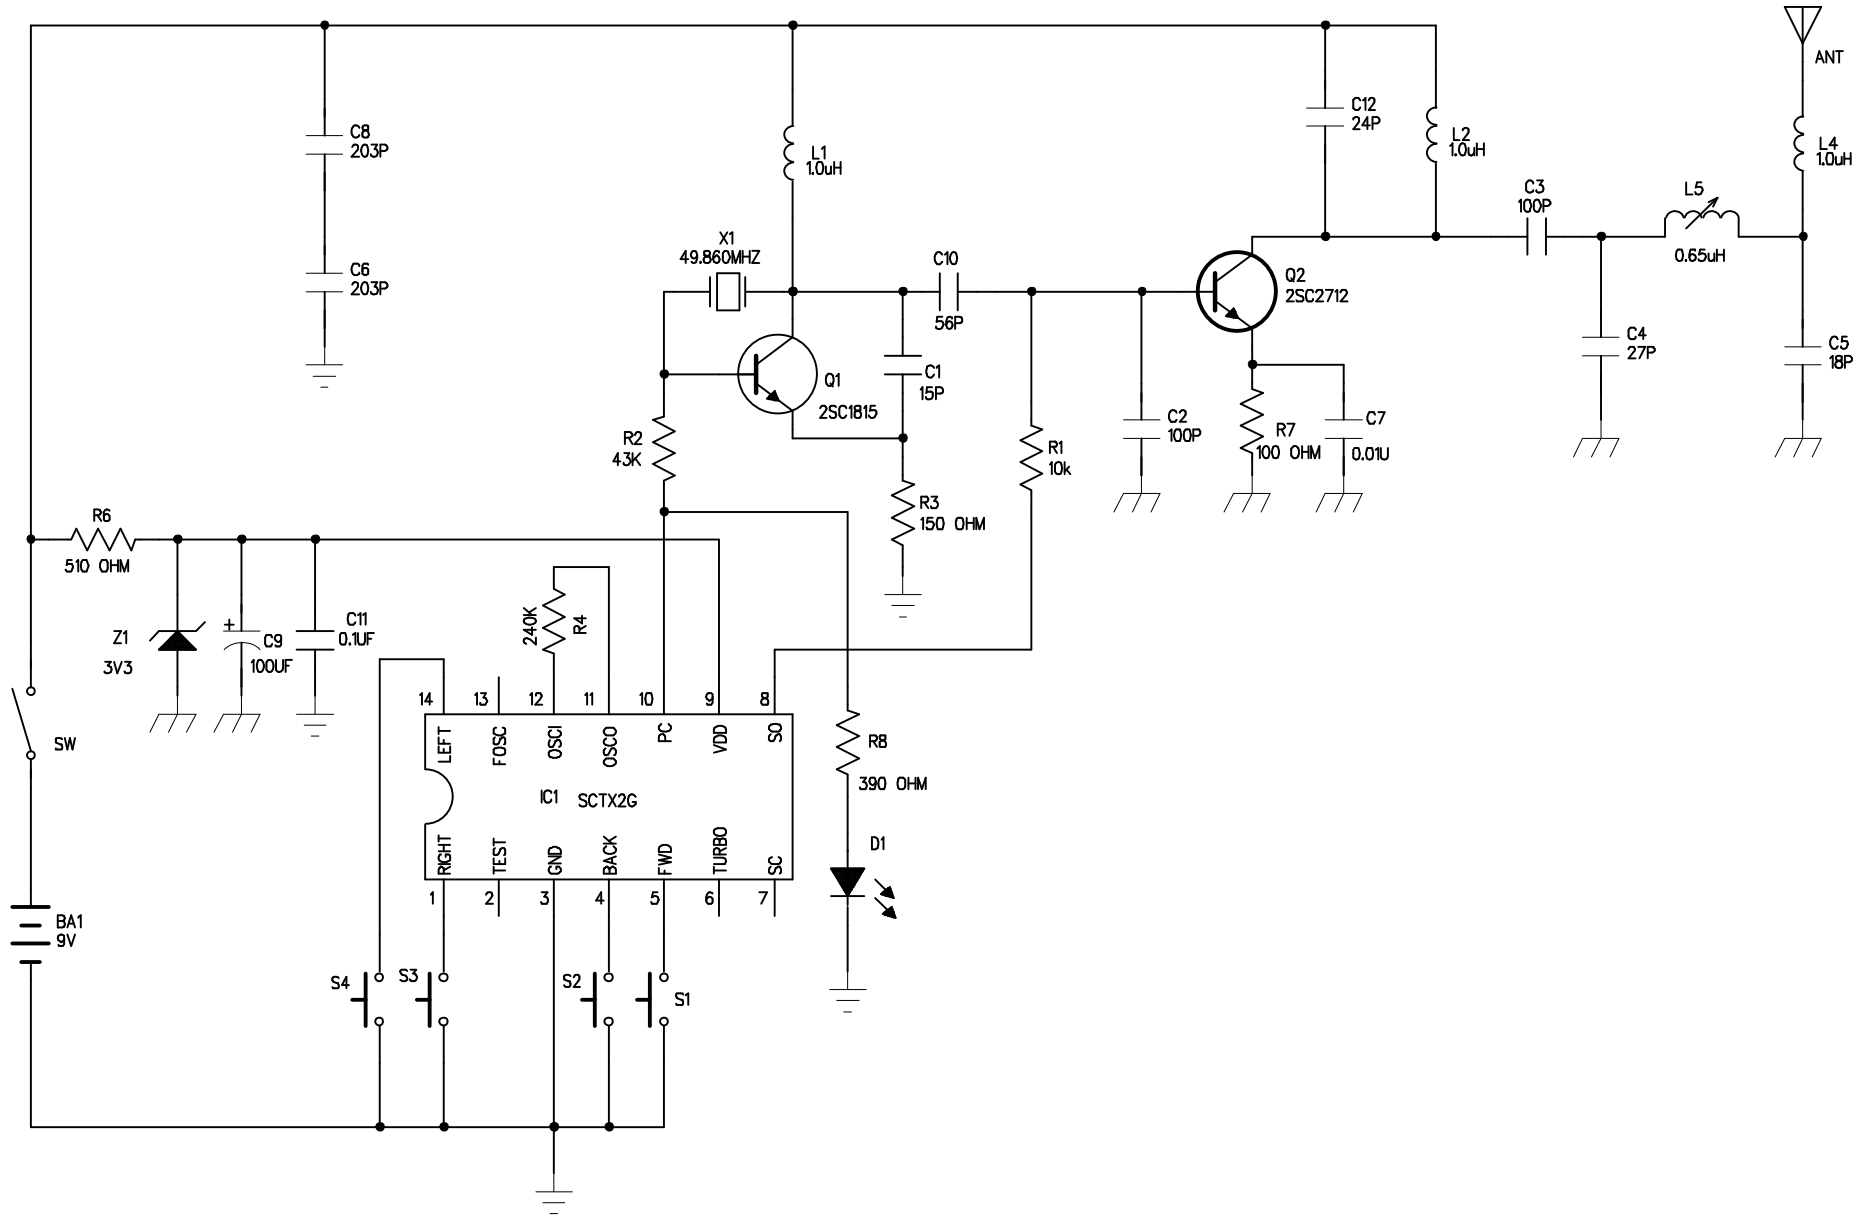 ANT
C8
203P
C12
24P
L1
1.0uH
L2
1.0uH
L4
1.0uH
C3
100P
L5
0.65uH
X1
49.860MHZ
C10
56P
C6
203P
Q2
2SC2712
C4
27P
C5
18P
Q1
2SC1815
C1
15P
R2
43K
C2
100P
R7
100 OHM
C7
0.01U
R1
10k
R3
150 OHM
R6
510 OHM
Z1
3V3
+
C9
100UF
C11
0.1UF
240K
R4
14
13
12
11
10
9
8
LEFT
FOSC
OSCI
OSCO
PC
VDD
SO
SW
R8
390 OHM
IC1
SCTX2G
RIGHT
TEST
GND
BACK
FWD
TURBO
SC
D1
1
2
3
4
5
6
7
BA1
9V
S4
S3
S2
S1